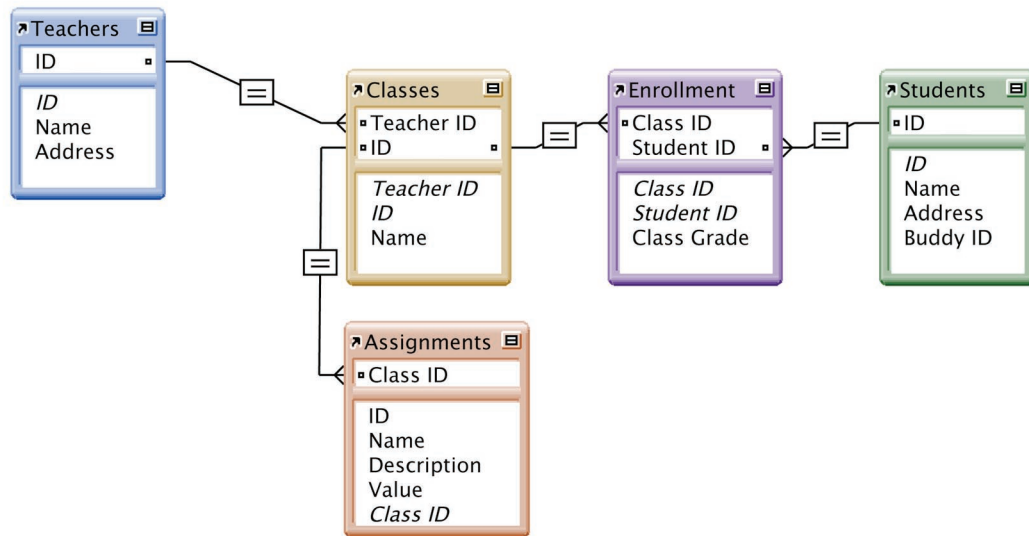 Teachers
ID
ID
Name
Address
Classes
Teacher ID
ID
Teacher ID
ID
Name
Enrollment
Class ID
Student ID
Class ID
Student ID
Class Grade
Students
ID
ID
Name
Address
Buddy ID
Assignments
Class ID
ID
Name
Description
Value
Class ID